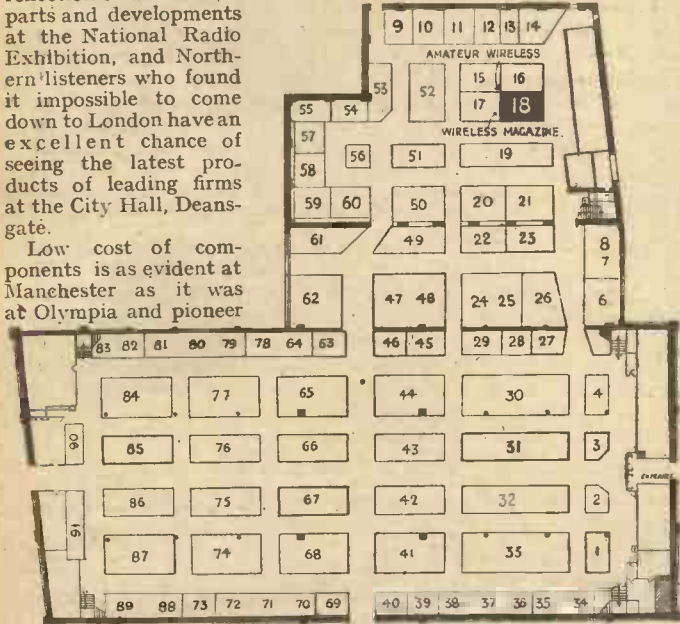 parts and developments
at the National Radio
Exhibition, and North-
ern listeners who found
it impossible to come
down to London have an
excellent chance of
seeing the latest pro-
ducts of leading firms
at the City Hall, Deans-
gate.
Low cost of com-
ponents is as evident at
Manchester as it was
at Olympia and pioneer
9 10 11 12 13 14
AMATEUR WIRELESS
53 52 15 16
17 18
WIRELESS MAGAZINE.
55 54
57
56 51 19
58
59 60 50 20 21
61 49 22 23
8
7
62 47 48 24 25 26 6
83 82 81 80 79 78 64 63 46 45 29 28 27
84 77 65 44 30 4
90 85 76 66 43 31 3
ENTRANCE
86 75 67 42 32 2
91
87 74 68 41 33 1
89 88 73 72 71 70 69 40 39 38 37 36 35 34